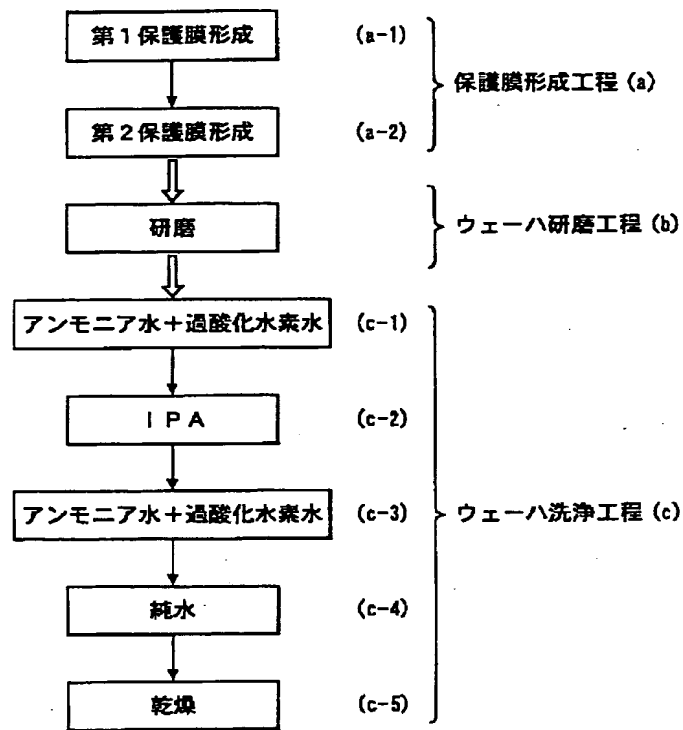 第1保護膜形成 (a-1)
保護膜形成工程 (a)
第2保護膜形成 (a-2)
研磨
ウェーハ研磨工程 (b)
アンモニア水+過酸化水素水 (c-1)
IPA (c-2)
アンモニア水+過酸化水素水 (c-3)
ウェーハ洗浄工程 (c)
純水 (c-4)
乾燥 (c-5)